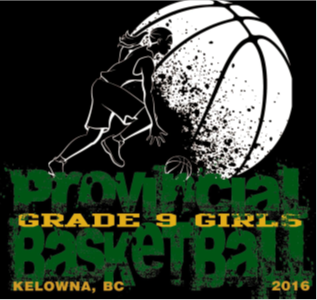 Provincial
GRADE 9 GIRLS
BasketBall
KELOWNA, BC 2016